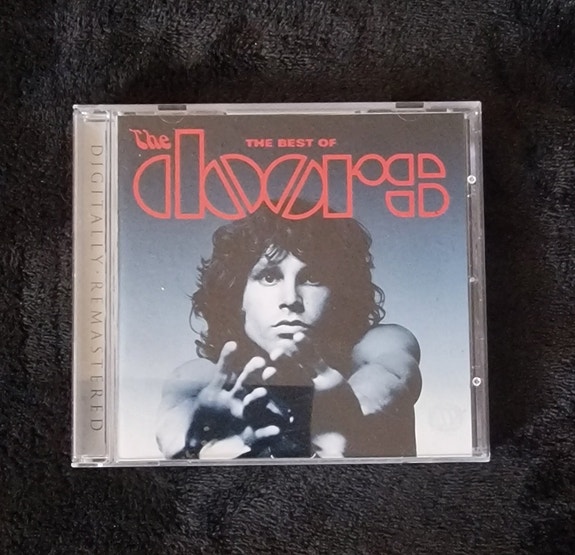 The
THE BEST OF
doors
DIGITALLY·REMASTERED